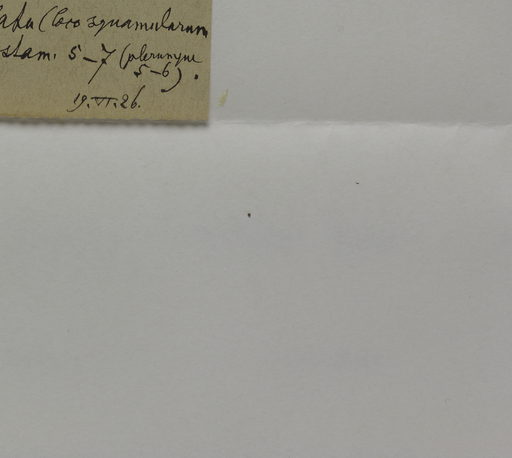 (loco squamularum
stam. 5-7 (plerumque
5-6).
19.VI.26.